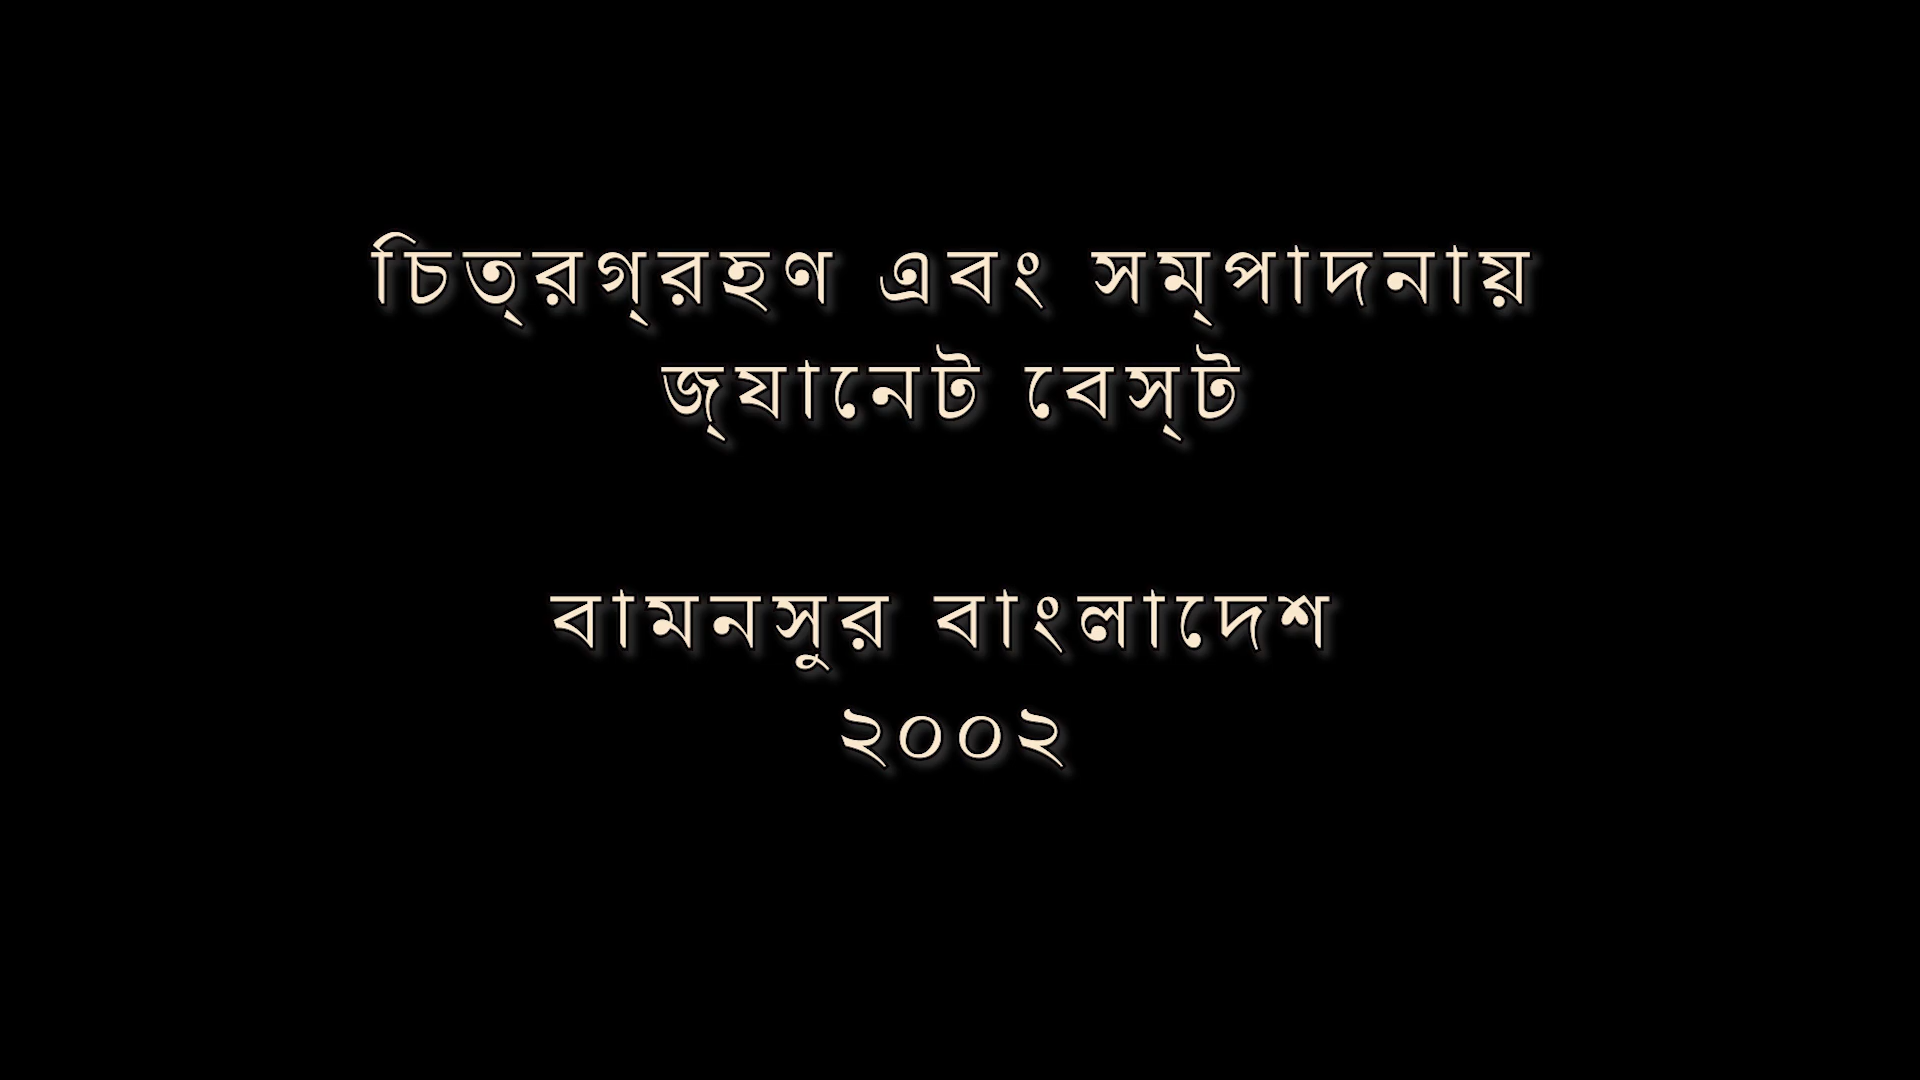 চিত্‌রগ্‌রহণ এবং সম্‌পাদনায়
জ্‌যানেট বেস্‌ট
বামনসুর বাংলাদেশ
২০০২